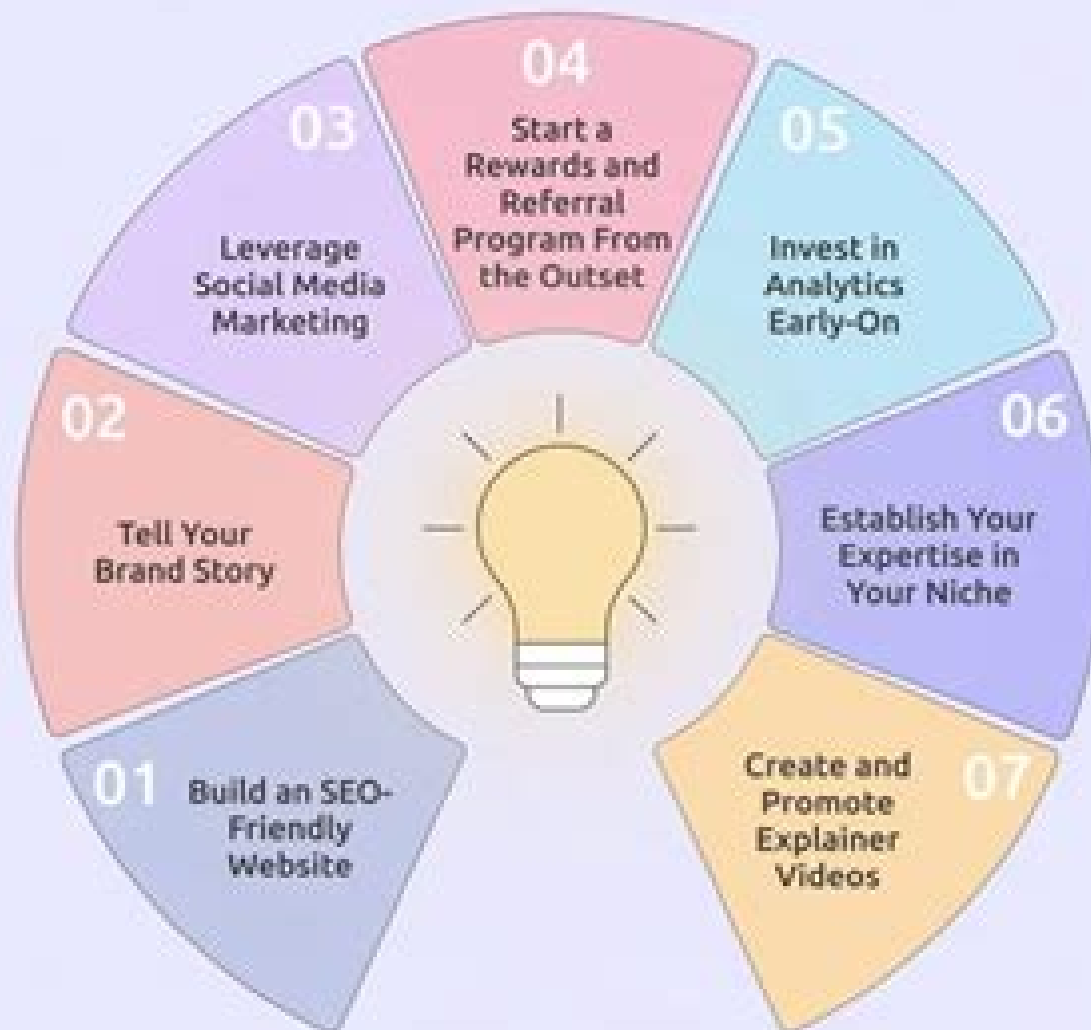 01
Build an SEO-
Friendly
Website
02
Tell Your
Brand Story
03
Leverage
Social Media
Marketing
04
Start a
Rewards and
Referral
Program From
the Outset
05
Invest in
Analytics
Early-On
06
Establish Your
Expertise in
Your Niche
07
Create and
Promote
Explainer
Videos